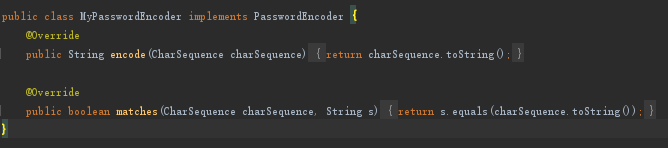 public class MyPasswordEncoder implements PasswordEncoder {
@Override
public String encode(CharSequence charSequence) { return charSequence.toString(); }
@Override
public boolean matches(CharSequence charSequence, String s) { return s.equals(charSequence.toString()); }
}